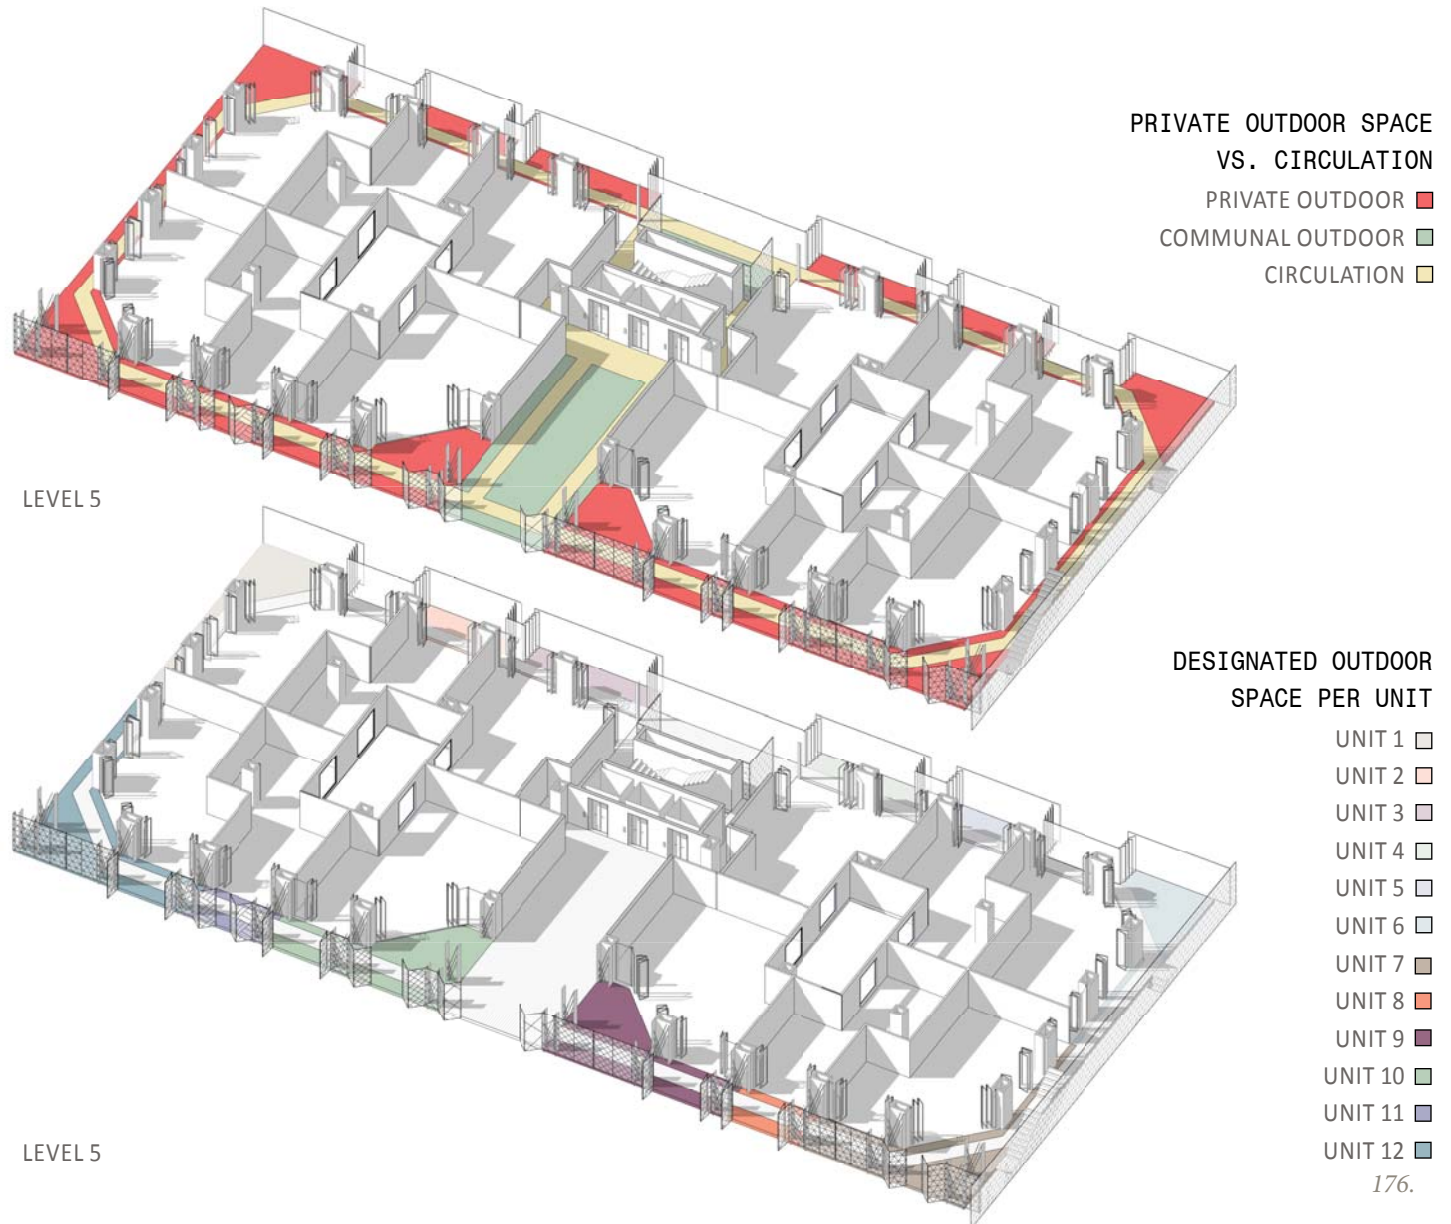 PRIVATE OUTDOOR SPACE
VS. CIRCULATION
PRIVATE OUTDOOR
COMMUNAL OUTDOOR
CIRCULATION
LEVEL 5
DESIGNATED OUTDOOR
SPACE PER UNIT
UNIT 1
UNIT 2
UNIT 3
UNIT 4
UNIT 5
UNIT 6
UNIT 7
UNIT 8
UNIT 9
UNIT 10
UNIT 11
UNIT 12
LEVEL 5
176.